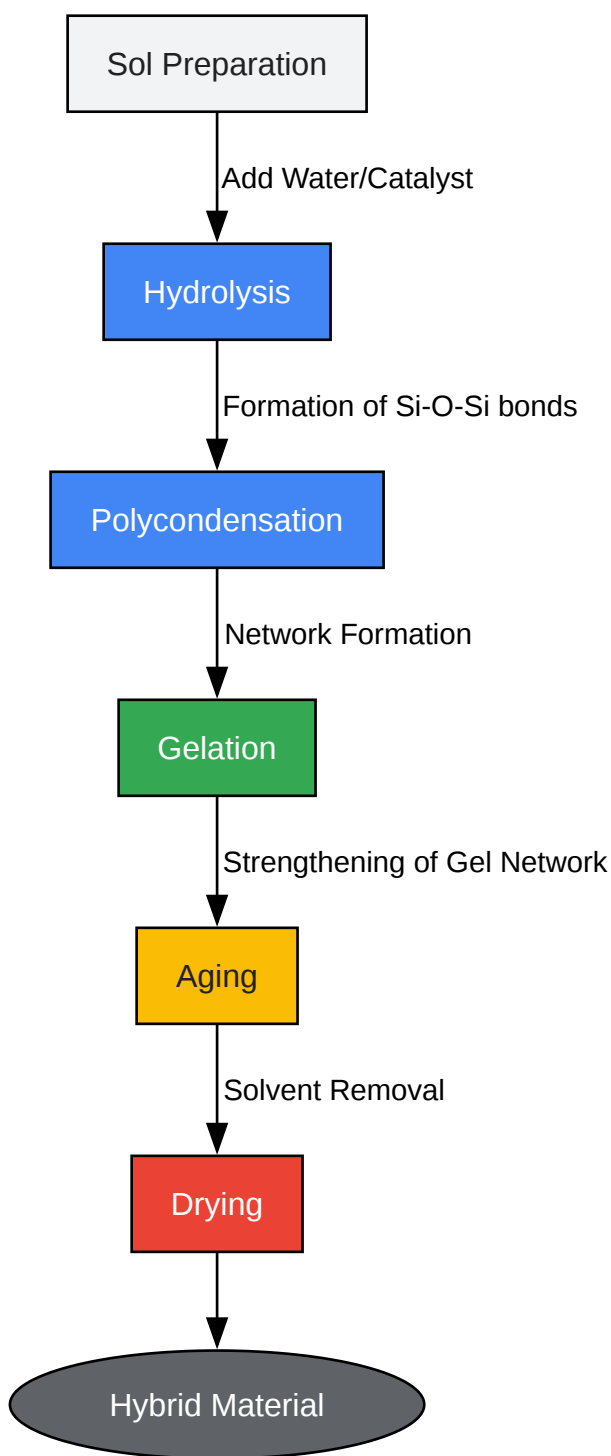 Sol Preparation
Add Water/Catalyst
Hydrolysis
Formation of Si-O-Si bonds
Polycondensation
Network Formation
Gelation
Strengthening of Gel Network
Aging
Solvent Removal
Drying
Hybrid Material